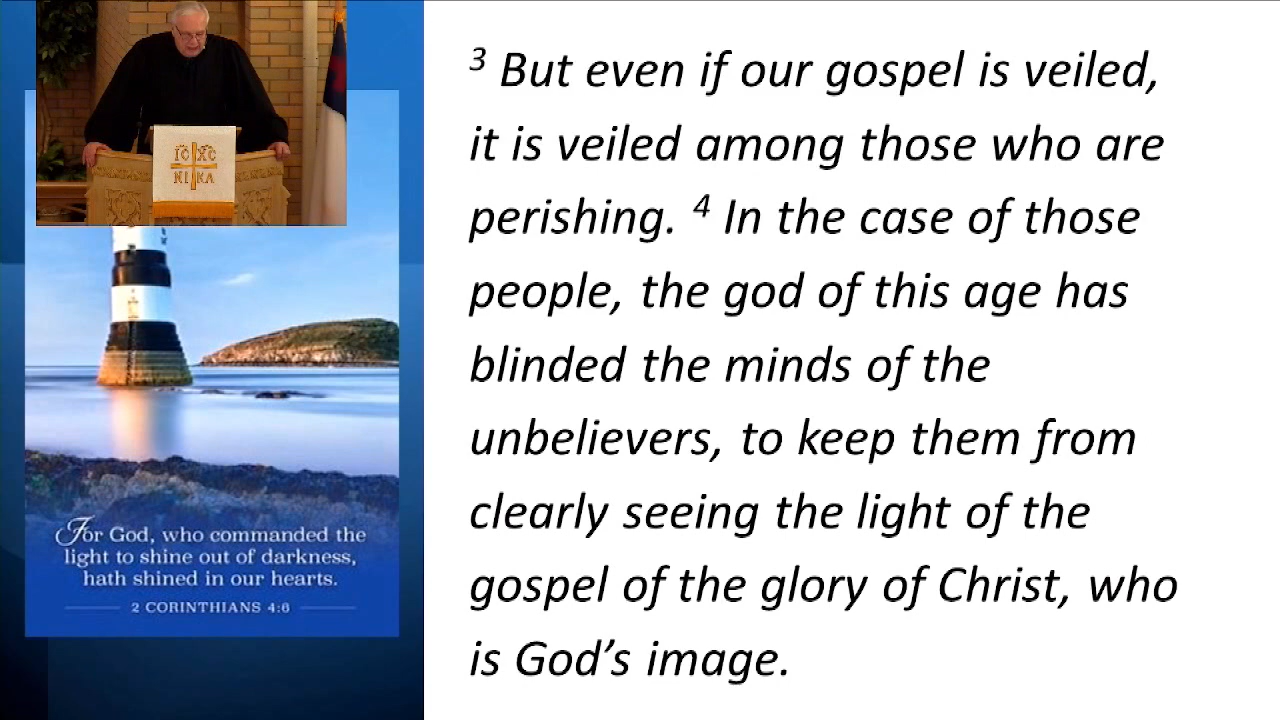 IC XC
NI KA
For God, who commanded the
light to shine out of darkness,
hath shined in our hearts.
2 CORINTHIANS 4:6
3 But even if our gospel is veiled,
it is veiled among those who are
perishing. 4 In the case of those
people, the god of this age has
blinded the minds of the
unbelievers, to keep them from
clearly seeing the light of the
gospel of the glory of Christ, who
is God’s image.